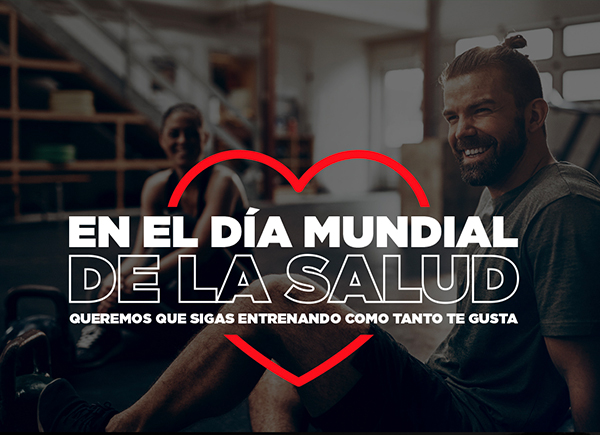 EN EL DÍA MUNDIAL
DE LA SALUD
QUEREMOS QUE SIGAS ENTRENANDO COMO TANTO TE GUSTA